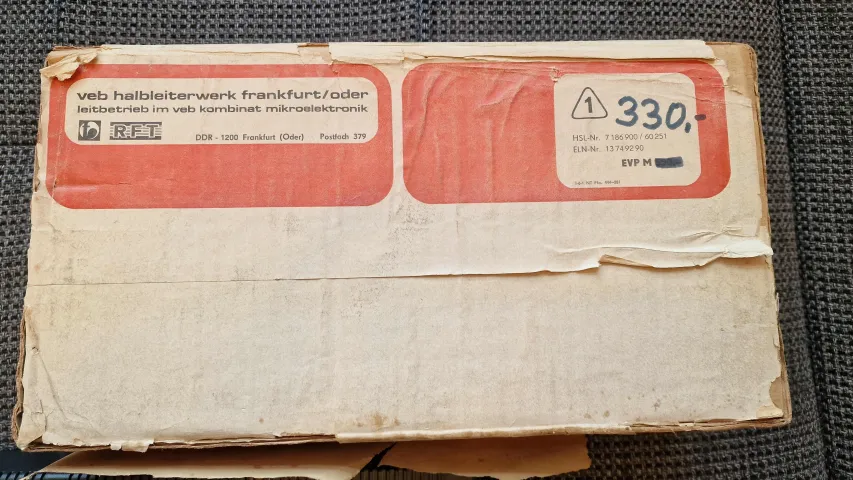 veb halbleiterwerk frankfurt/oder
leitbetrieb im veb kombinat mikroelektronik
RFT
DDR - 1200 Frankfurt (Oder) Postfach 379
1
330,-
HSL-Nr. 7186900 / 60251
ELN-Nr. 13749290
EVP M